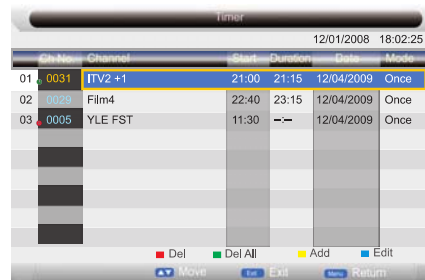 Timer
12/01/2008 18:02:25
Ch No. Channel Start Duration Date Mode
01 0031 ITV2 +1 21:00 21:15 12/04/2009 Once
02 0029 Film4 22:40 23:15 12/04/2009 Once
03 0005 YLE FST 11:30 –:– 12/04/2009 Once
Del Del All Add Edit
Move Exit Exit Menu Return